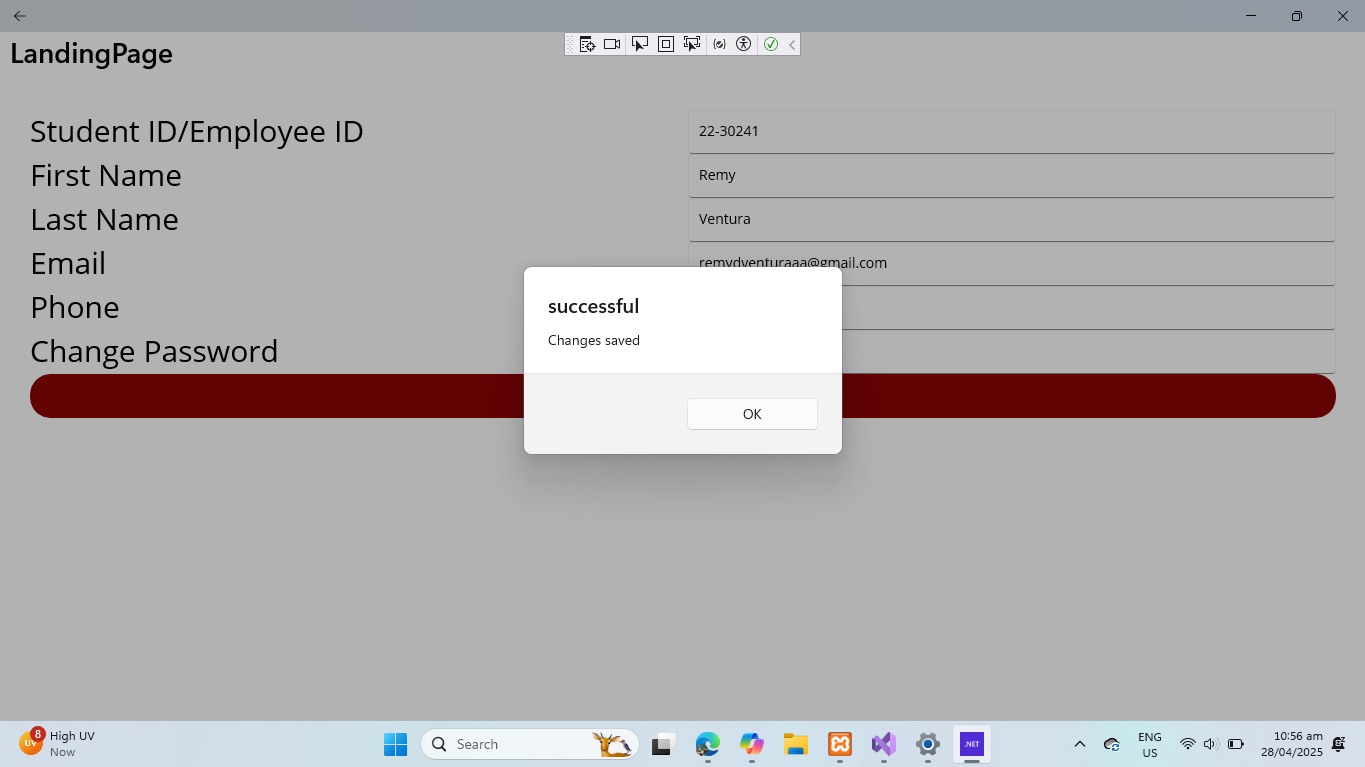 LandingPage
Student ID/Employee ID
22-30241
First Name
Remy
Last Name
Ventura
Email
remydventuraaa@gmail.com
Phone
Change Password
successful
Changes saved
OK
8
UV
High UV
Now
Search
.NET
ENG
US
10:56 am
28/04/2025